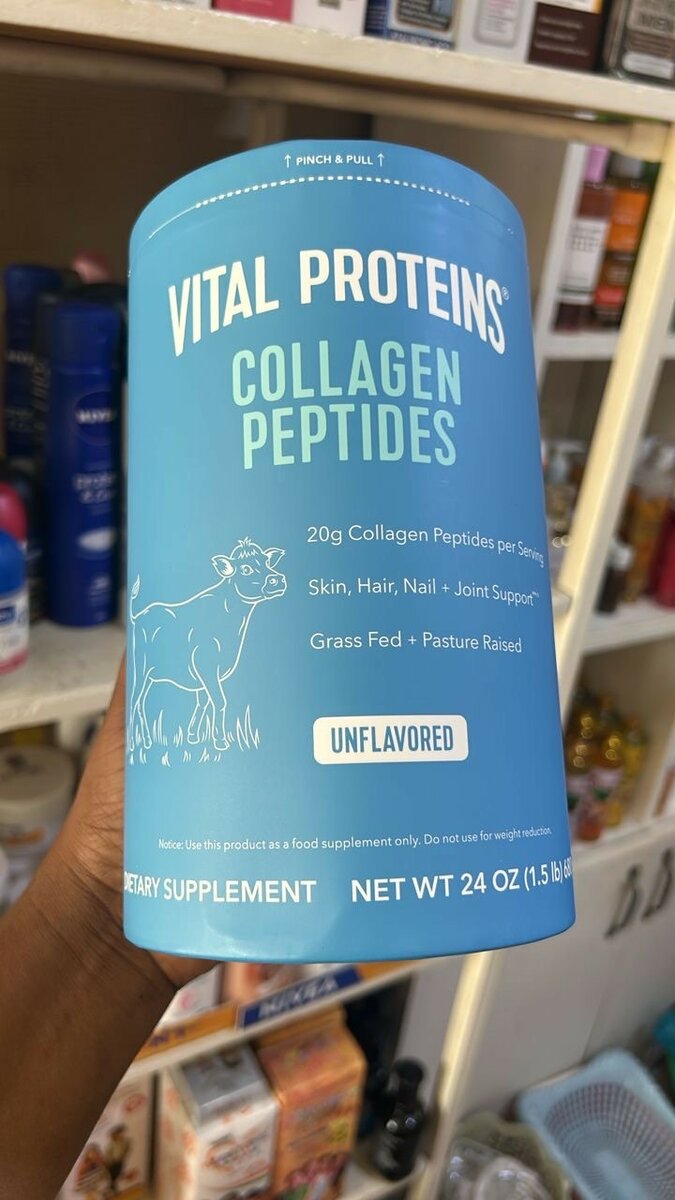 ↑ PINCH & PULL ↑
VITAL PROTEINS®
COLLAGEN
PEPTIDES
20g Collagen Peptides per Serving
Skin, Hair, Nail + Joint Support
Grass Fed + Pasture Raised
UNFLAVORED
Notice: Use this product as a food supplement only. Do not use for weight reduction.
DIETARY SUPPLEMENT NET WT 24 OZ (1.5 lb)
NIVEA
NIVEA